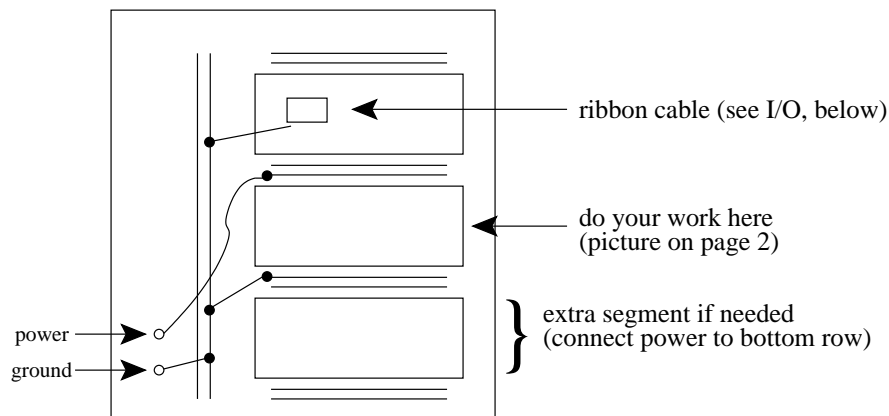 ribbon cable (see I/O, below)
do your work here
(picture on page 2)
extra segment if needed
(connect power to bottom row)
power
ground